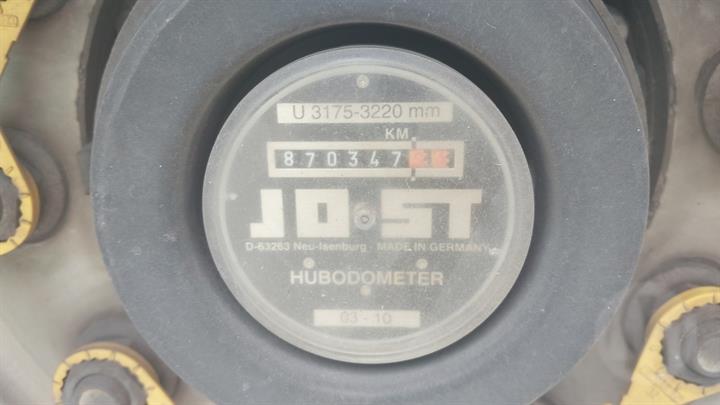 U 3175-3220 mm
KM
870347
JOST
D-63263 Neu-Isenburg · MADE IN GERMANY
HUBODOMETER
03 - 10